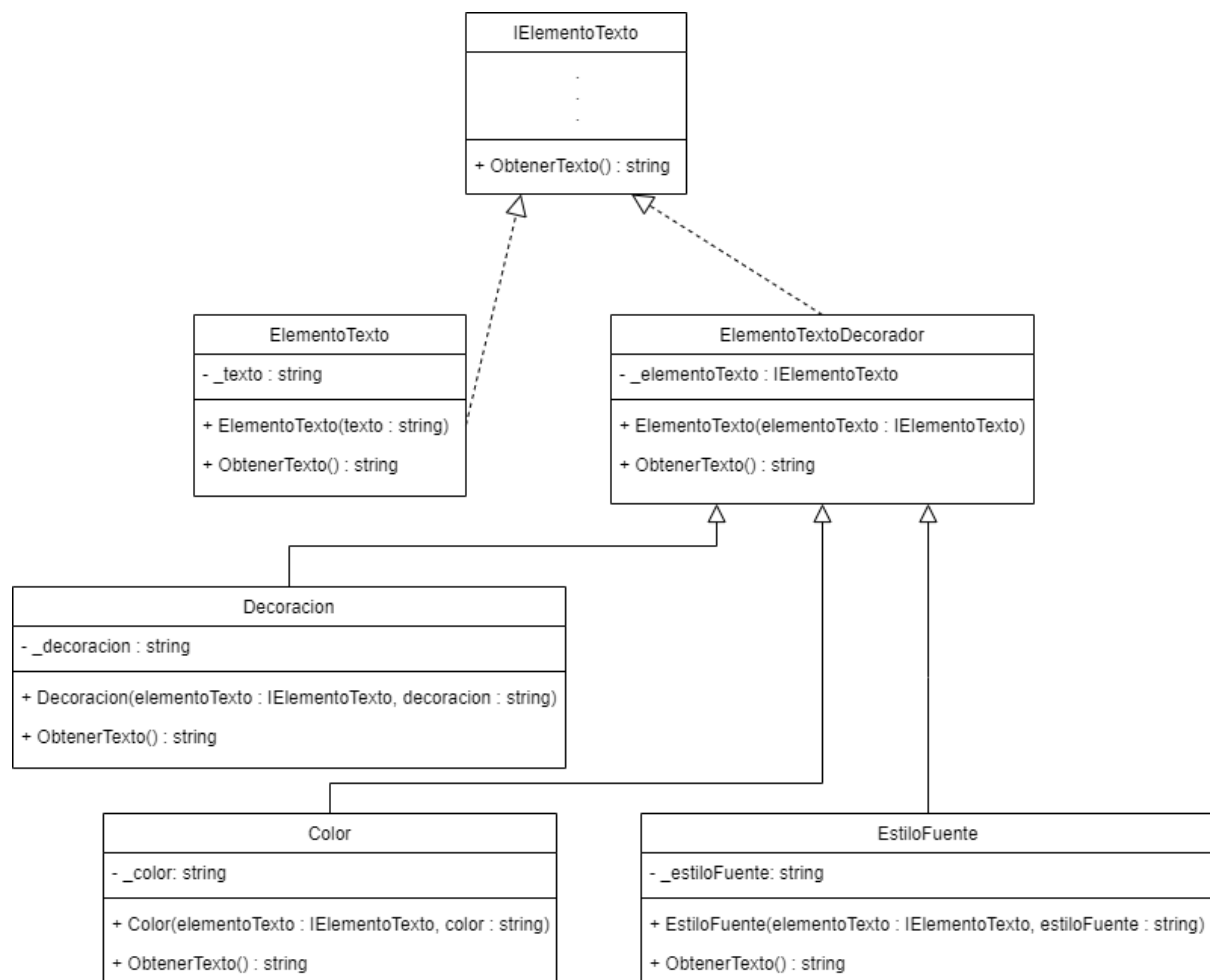 IElementoTexto
.
.
.
+ ObtenerTexto() : string
ElementoTexto
- _texto : string
+ ElementoTexto(texto : string)
+ ObtenerTexto() : string
ElementoTextoDecorador
- _elementoTexto : IElementoTexto
+ ElementoTexto(elementoTexto : IElementoTexto)
+ ObtenerTexto() : string
Decoracion
- _decoracion : string
+ Decoracion(elementoTexto : IElementoTexto, decoracion : string)
+ ObtenerTexto() : string
Color
- _color: string
+ Color(elementoTexto : IElementoTexto, color : string)
+ ObtenerTexto() : string
EstiloFuente
- _estiloFuente: string
+ EstiloFuente(elementoTexto : IElementoTexto, estiloFuente : string)
+ ObtenerTexto() : string